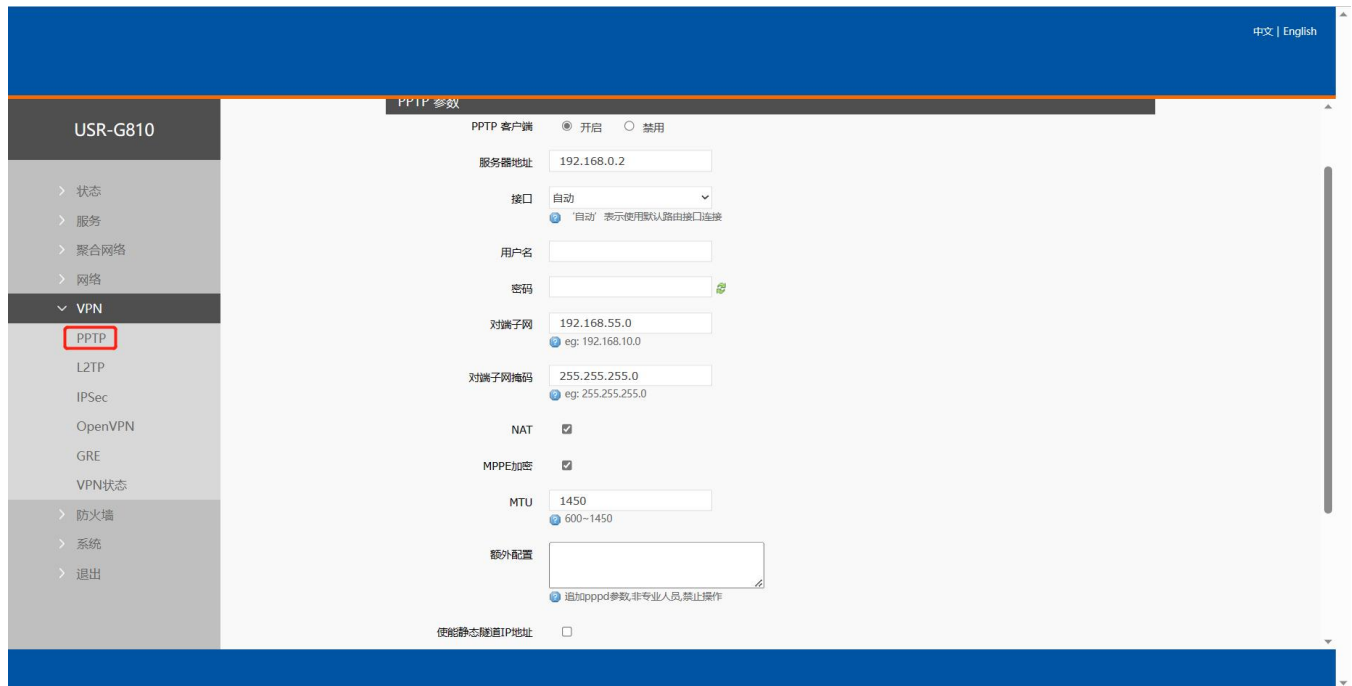 中文 | English
USR-G810
状态
服务
聚合网络
网络
VPN
PPTP
L2TP
IPSec
OpenVPN
GRE
VPN状态
防火墙
系统
退出
PPTP 参数
PPTP 客户端 开启 禁用
服务器地址 192.168.0.2
接口 自动
‘自动’表示使用默认路由接口连接
用户名
密码
对端子网 192.168.55.0
eg: 192.168.10.0
对端子网掩码 255.255.255.0
eg: 255.255.255.0
NAT
MPPE加密
MTU 1450
600~1450
额外配置
追加pppd参数,非专业人员,禁止操作
使能静态隧道IP地址